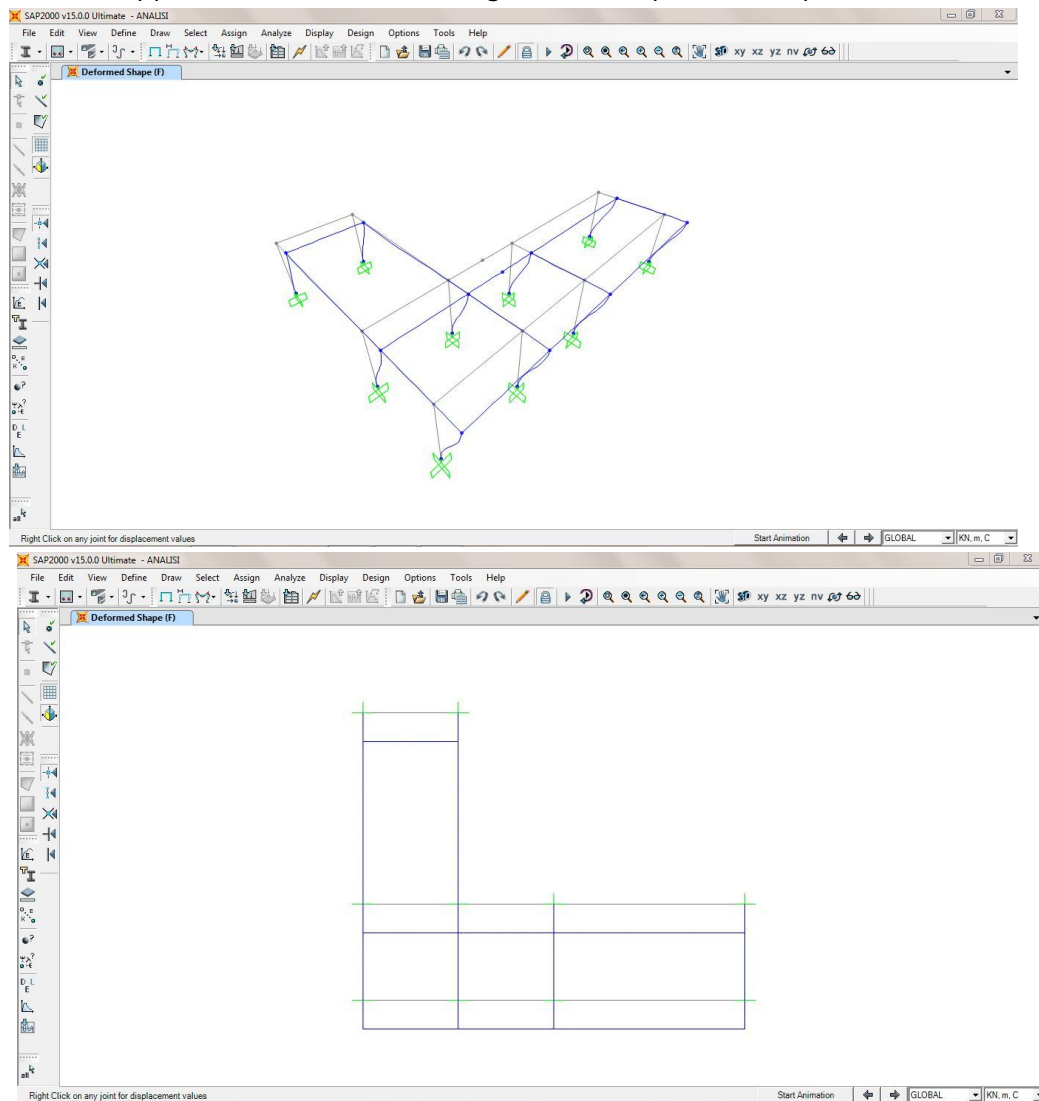 SAP2000 v15.0.0 Ultimate - ANALISI
File Edit View Define Draw Select Assign Analyze Display Design Options Tools Help
xy xz yz nv
Deformed Shape (F)
all
Right Click on any joint for displacement values
Start Animation
GLOBAL
KN, m, C
SAP2000 v15.0.0 Ultimate - ANALISI
File Edit View Define Draw Select Assign Analyze Display Design Options Tools Help
xy xz yz nv
Deformed Shape (F)
all
Right Click on any joint for displacement values
Start Animation
GLOBAL
KN, m, C